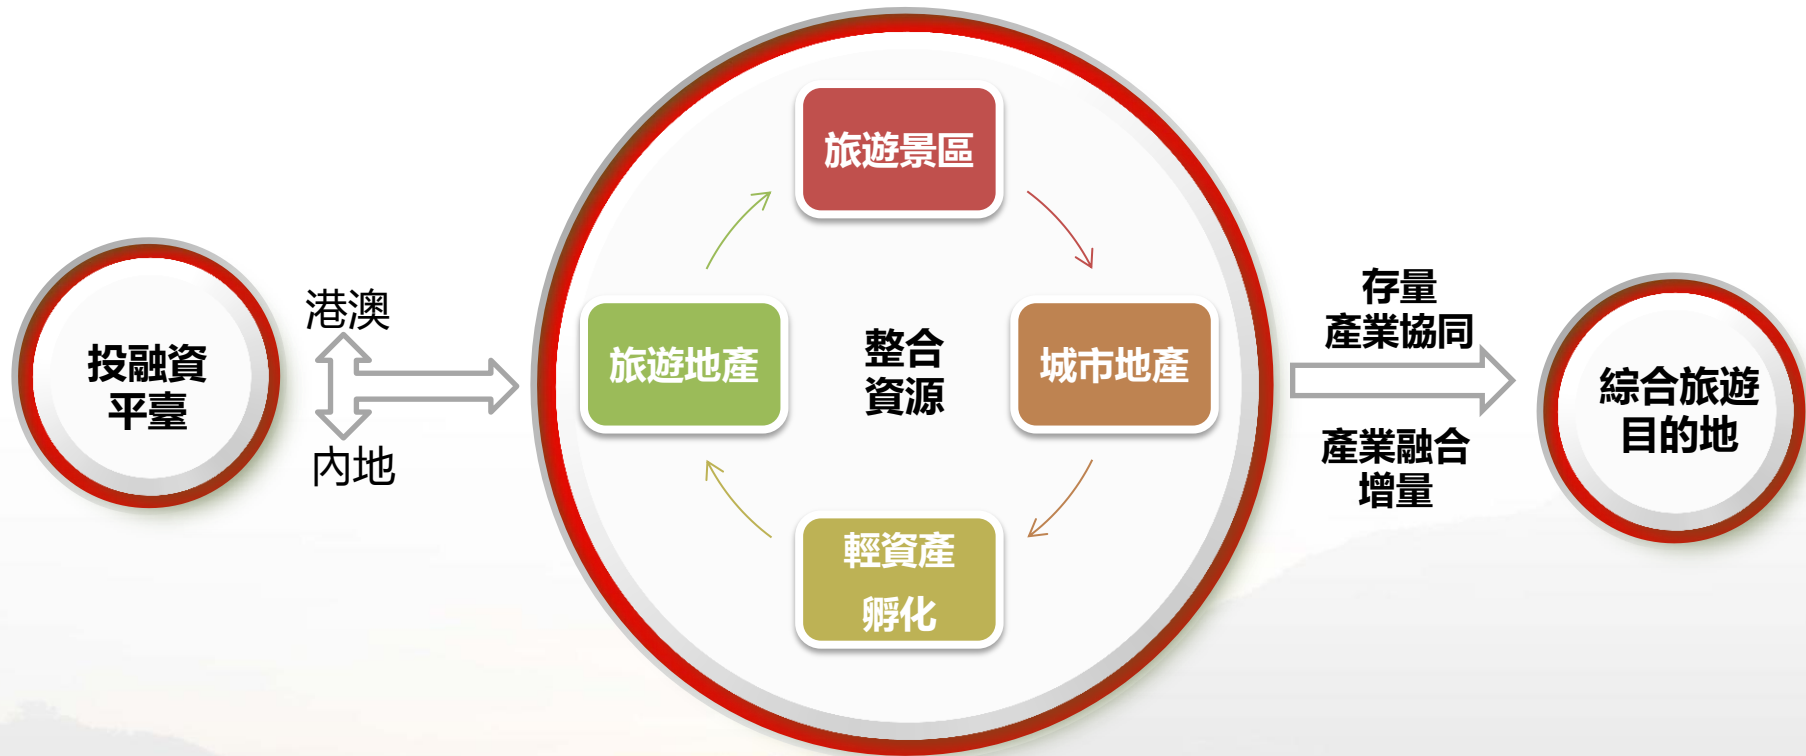 投融資
平臺
港澳
內地
旅遊景區
旅遊地產
整合
資源
城市地產
輕資產
孵化
存量
產業協同
產業融合
增量
綜合旅遊
目的地